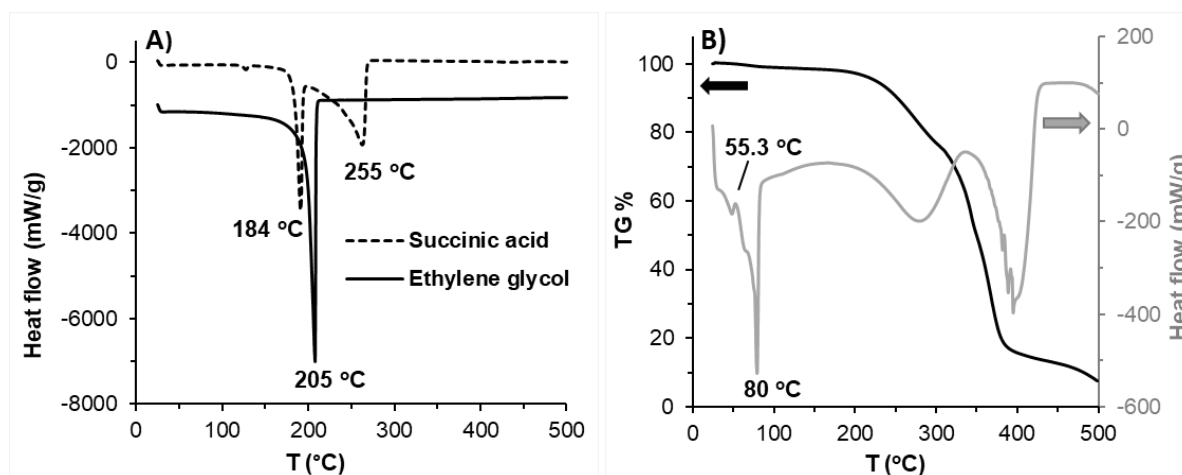 A)
0
-2000
-4000
-6000
-8000
Heat flow (mW/g)
184 °C
255 °C
205 °C
Succinic acid
Ethylene glycol
0 100 200 300 400 500
T (°C)
B)
100
80
60
40
20
0
TG %
55.3 °C
80 °C
0 100 200 300 400 500
T (°C)
200
0
-200
-400
-600
Heat flow (mW/g)